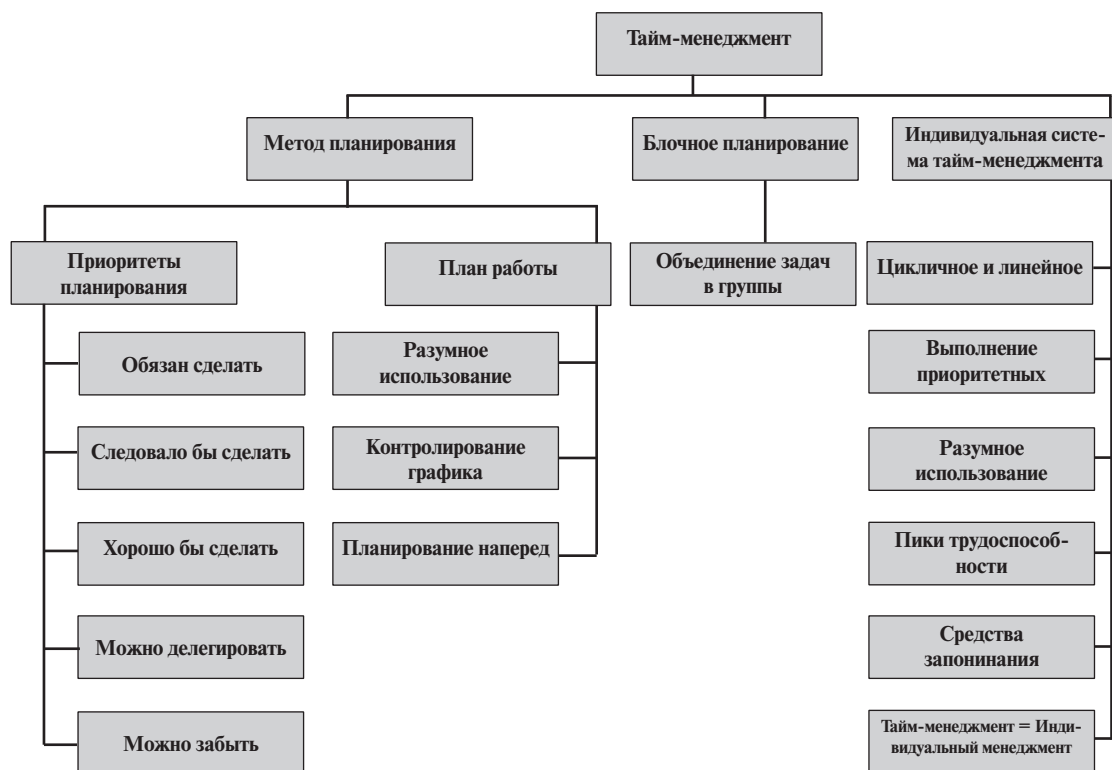 Тайм-менеджмент
Метод планирования
Блочное планирование
Индивидуальная систе-
ма тайм-менеджмента
Приоритеты
планирования
План работы
Объединение задач
в группы
Цикличное и линейное
Обязан сделать
Разумное
использование
Выполнение
приоритетных
Следовало бы сделать
Контролирование
графика
Разумное
использование
Хорошо бы сделать
Планирование наперед
Пики трудоспособ-
ности
Можно делегировать
Средства
запонинания
Можно забыть
Тайм-менеджмент = Инди-
видуальный менеджмент